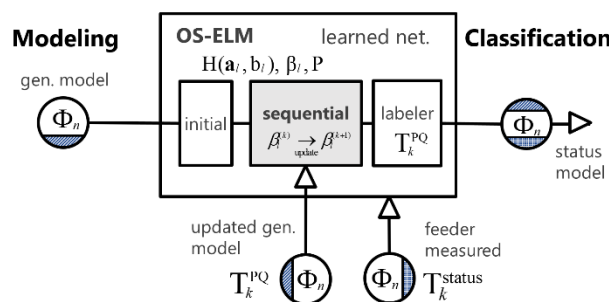 Modeling
OS-ELM learned net.
Classification
gen. model
H(a_l, b_l), β_l, P
Φ_n
initial
sequential
β_l^(k) → β_l^(k+1)
update
labeler
T_k^PQ
Φ_n
status
model
updated gen.
model
feeder
measured
T_k^PQ Φ_n
Φ_n T_k^status